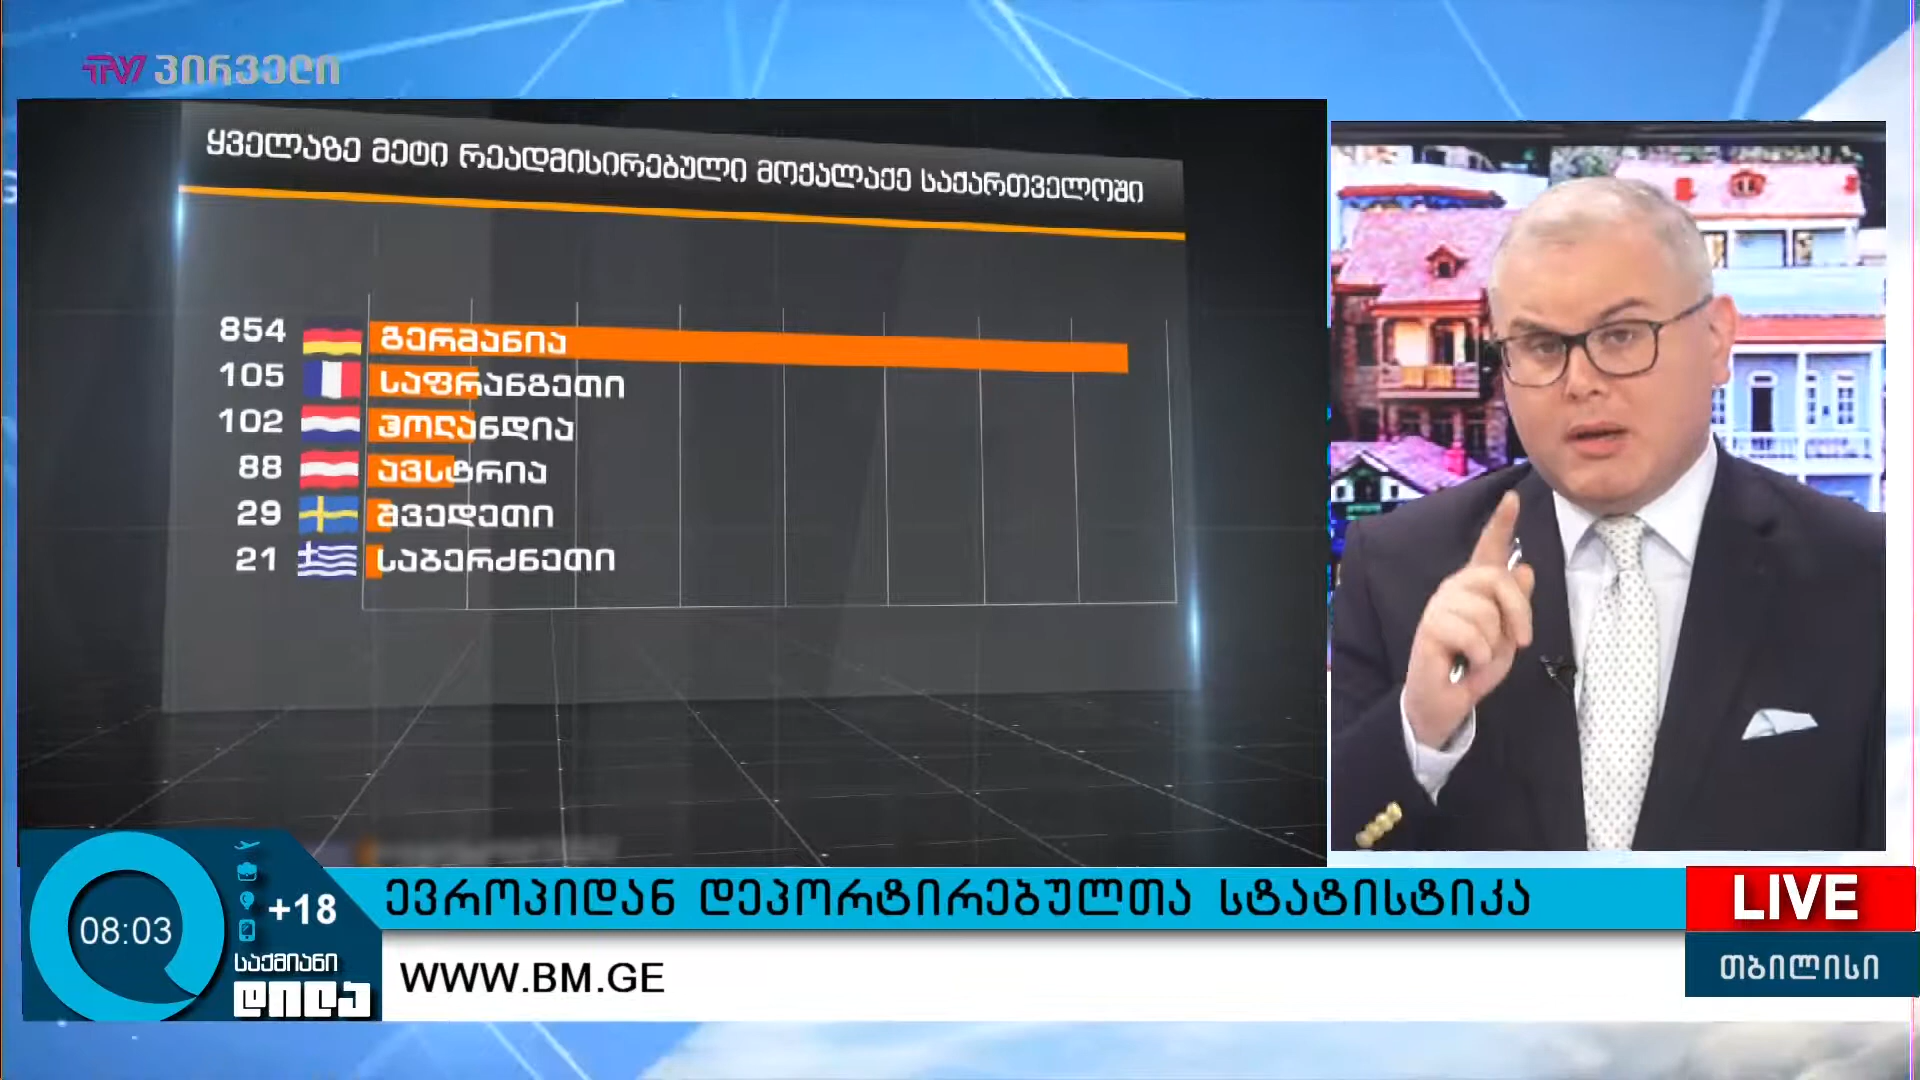 TV პირველი
ყველაზე მეტი რეადმისირებული მოქალაქე საქართველოში
854 გერმანია
105 საფრანგეთი
102 ჰოლანდია
88 ავსტრია
29 შვედეთი
21 საბერძნეთი
08:03
+18
საქმიანი
დილა
ევროპიდან დეპორტირებულთა სტატისტიკა
WWW.BM.GE
LIVE
თბილისი